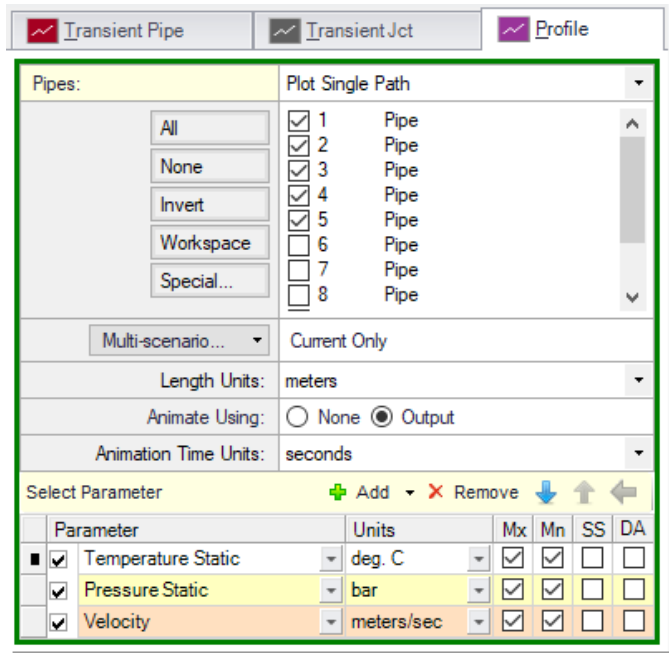 Transient Pipe Transient Jct Profile
Pipes: Plot Single Path
All
None
Invert
Workspace
Special...
1 Pipe
2 Pipe
3 Pipe
4 Pipe
5 Pipe
6 Pipe
7 Pipe
8 Pipe
Multi-scenario... Current Only
Length Units: meters
Animate Using: None Output
Animation Time Units: seconds
Select Parameter Add Remove
Parameter Units Mx Mn SS DA
Temperature Static deg. C
Pressure Static bar
Velocity meters/sec